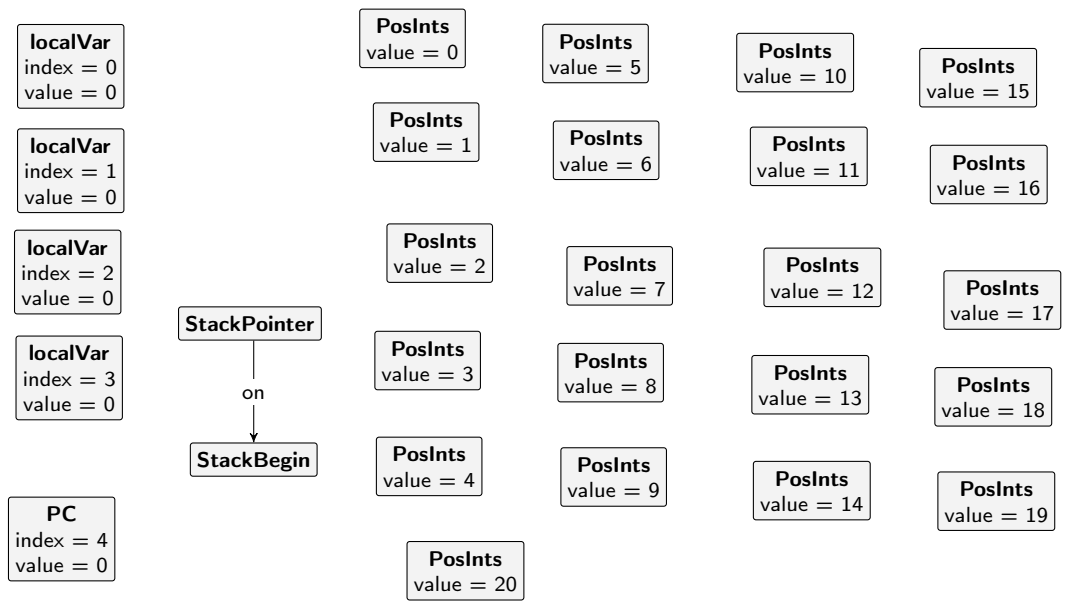 localVar
index = 0
value = 0
localVar
index = 1
value = 0
localVar
index = 2
value = 0
localVar
index = 3
value = 0
PC
index = 4
value = 0
StackPointer
on
StackBegin
PosInts
value = 0
PosInts
value = 1
PosInts
value = 2
PosInts
value = 3
PosInts
value = 4
PosInts
value = 20
PosInts
value = 5
PosInts
value = 6
PosInts
value = 7
PosInts
value = 8
PosInts
value = 9
PosInts
value = 10
PosInts
value = 11
PosInts
value = 12
PosInts
value = 13
PosInts
value = 14
PosInts
value = 15
PosInts
value = 16
PosInts
value = 17
PosInts
value = 18
PosInts
value = 19